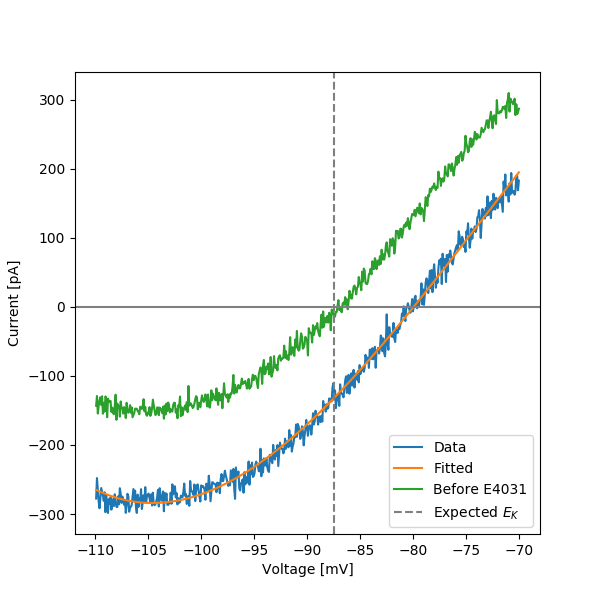 300
200
100
0
−100
−200
−300
Current [pA]
Data
Fitted
Before E4031
Expected E_K
−110 −105 −100 −95 −90 −85 −80 −75 −70
Voltage [mV]